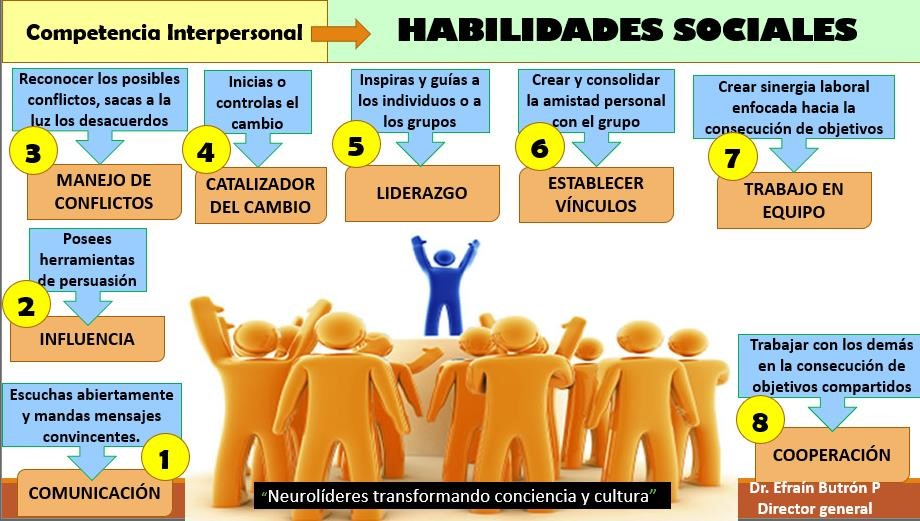 Competencia Interpersonal
HABILIDADES SOCIALES
Reconocer los posibles
conflictos, sacas a la
luz los desacuerdos
3
MANEJO DE
CONFLICTOS
Inicias o
controlas el
cambio
4
CATALIZADOR
DEL CAMBIO
Inspiras y guías a
los individuos o a
los grupos
5
LIDERAZGO
Crear y consolidar
la amistad personal
con el grupo
6
ESTABLECER
VÍNCULOS
Crear sinergia laboral
enfocada hacia la
consecución de objetivos
7
TRABAJO EN
EQUIPO
Posees
herramientas
de persuasión
2
INFLUENCIA
Escuchas abiertamente
y mandas mensajes
convincentes.
1
COMUNICACIÓN
Trabajar con los demás
en la consecución de
objetivos compartidos
8
COOPERACIÓN
“Neurolíderes transformando conciencia y cultura”
Dr. Efraín Butrón P
Director general